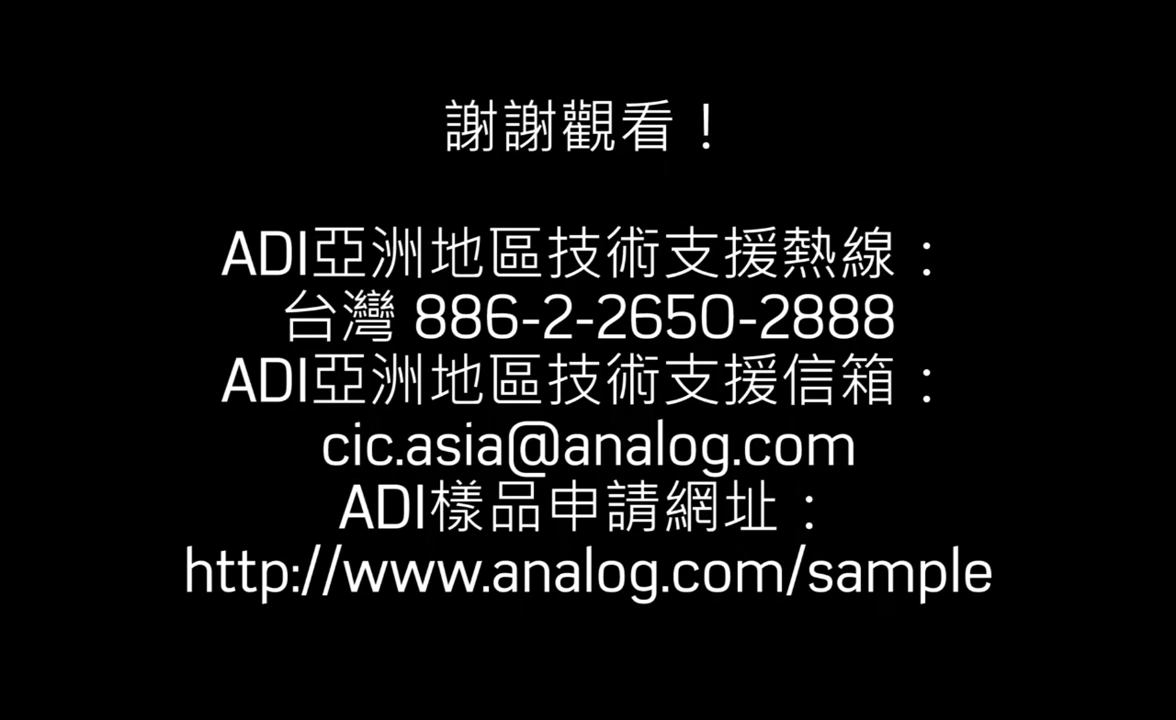 謝謝觀看！
ADI亞洲地區技術支援熱線：
台灣 886-2-2650-2888
ADI亞洲地區技術支援信箱：
cic.asia@analog.com
ADI樣品申請網址：
http://www.analog.com/sample